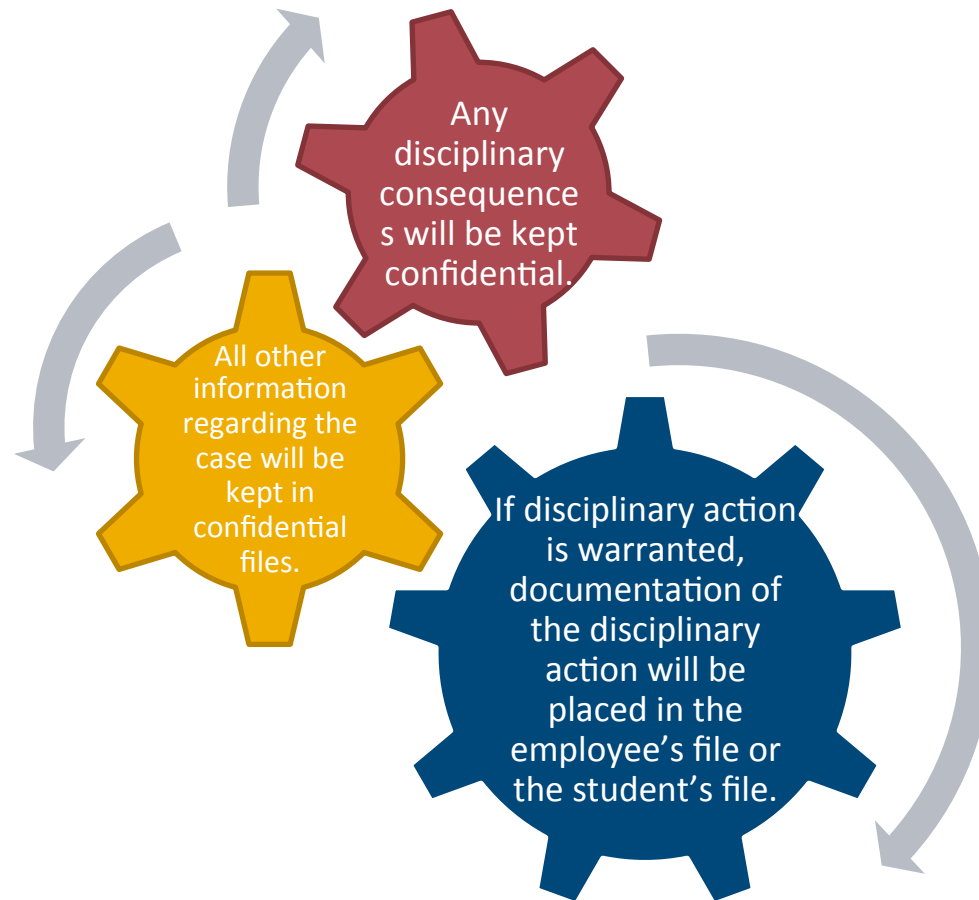 Any
disciplinary
consequence
s will be kept
confidential.
All other
information
regarding the
case will be
kept in
confidential
files.
If disciplinary action
is warranted,
documentation of
the disciplinary
action will be
placed in the
employee’s file or
the student’s file.